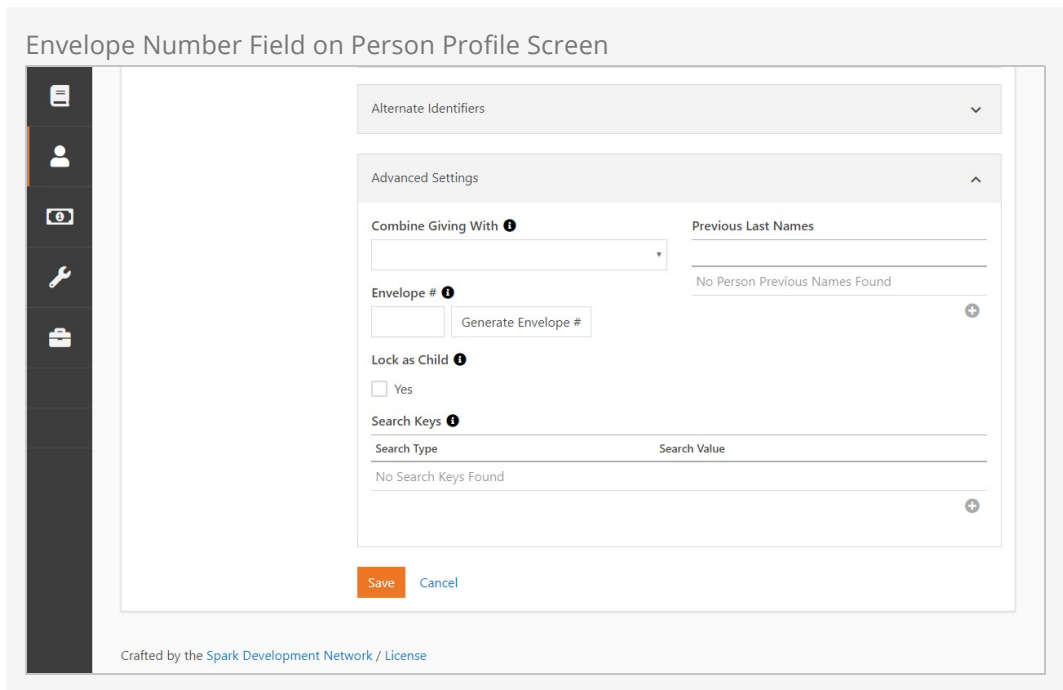 Envelope Number Field on Person Profile Screen
Alternate Identifiers
Advanced Settings
Combine Giving With
Previous Last Names
No Person Previous Names Found
Envelope #
Generate Envelope #
Lock as Child
Yes
Search Keys
Search Type Search Value
No Search Keys Found
Save Cancel
Crafted by the Spark Development Network / License